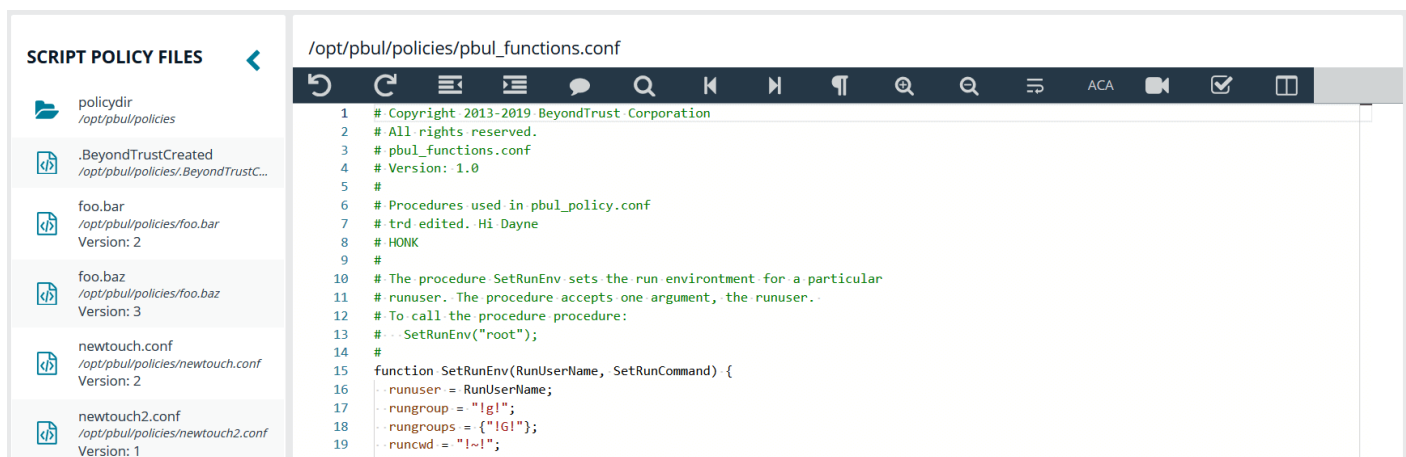 SCRIPT POLICY FILES
policydir
/opt/pbul/policies
.BeyondTrustCreated
/opt/pbul/policies/.BeyondTrustC...
foo.bar
/opt/pbul/policies/foo.bar
Version: 2
foo.baz
/opt/pbul/policies/foo.baz
Version: 3
newtouch.conf
/opt/pbul/policies/newtouch.conf
Version: 2
newtouch2.conf
/opt/pbul/policies/newtouch2.conf
Version: 1
/opt/pbul/policies/pbul_functions.conf
ACA
1 # Copyright 2013-2019 BeyondTrust Corporation
2 # All rights reserved.
3 # pbul_functions.conf
4 # Version: 1.0
5 #
6 # Procedures used in pbul_policy.conf
7 # trd edited. Hi Dayne
8 # HONK
9 #
10 # The procedure SetRunEnv sets the run environtment for a particular
11 # runuser. The procedure accepts one argument, the runuser.
12 # To call the procedure procedure:
13 #   SetRunEnv("root");
14 #
15 function SetRunEnv(RunUserName, SetRunCommand) {
16   runuser = RunUserName;
17   rungroup = "!g!";
18   rungroups = {"!G!"};
19   runcwd = "!~!";